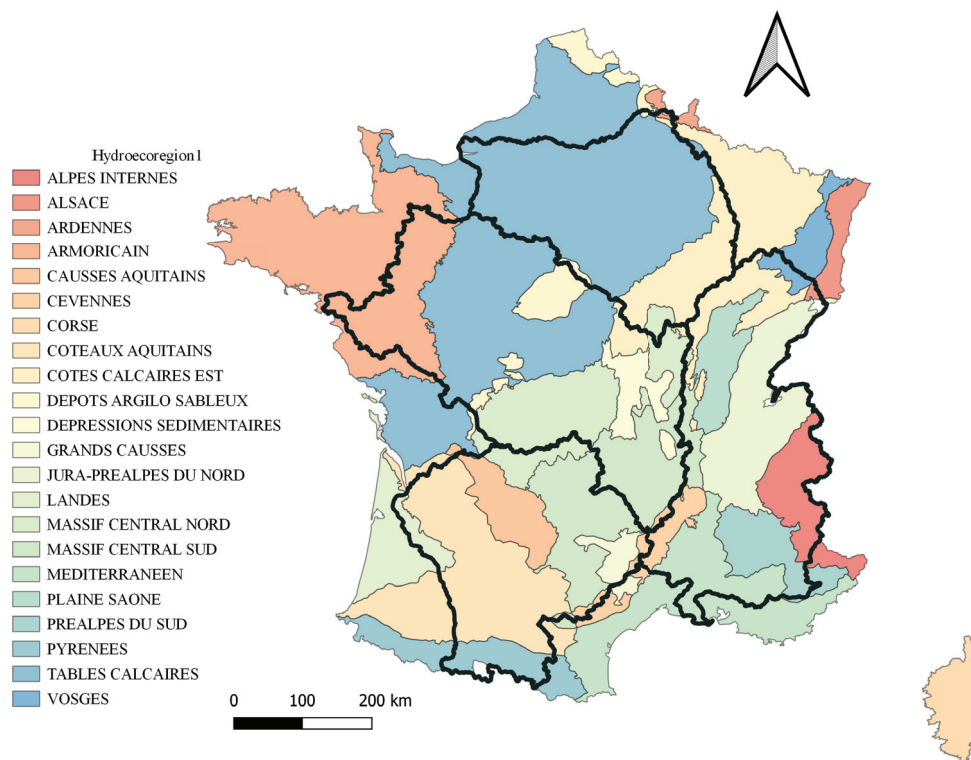 Hydroecoregion1
ALPES INTERNES
ALSACE
ARDENNES
ARMORICAIN
CAUSSES AQUITAINS
CEVENNES
CORSE
COTEAUX AQUITAINS
COTES CALCAIRES EST
DEPOTS ARGILO SABLEUX
DEPRESSIONS SEDIMENTAIRES
GRANDS CAUSSES
JURA-PREALPES DU NORD
LANDES
MASSIF CENTRAL NORD
MASSIF CENTRAL SUD
MEDITERRANEEN
PLAINE SAONE
PREALPES DU SUD
PYRENEES
TABLES CALCAIRES
VOSGES
0 100 200 km